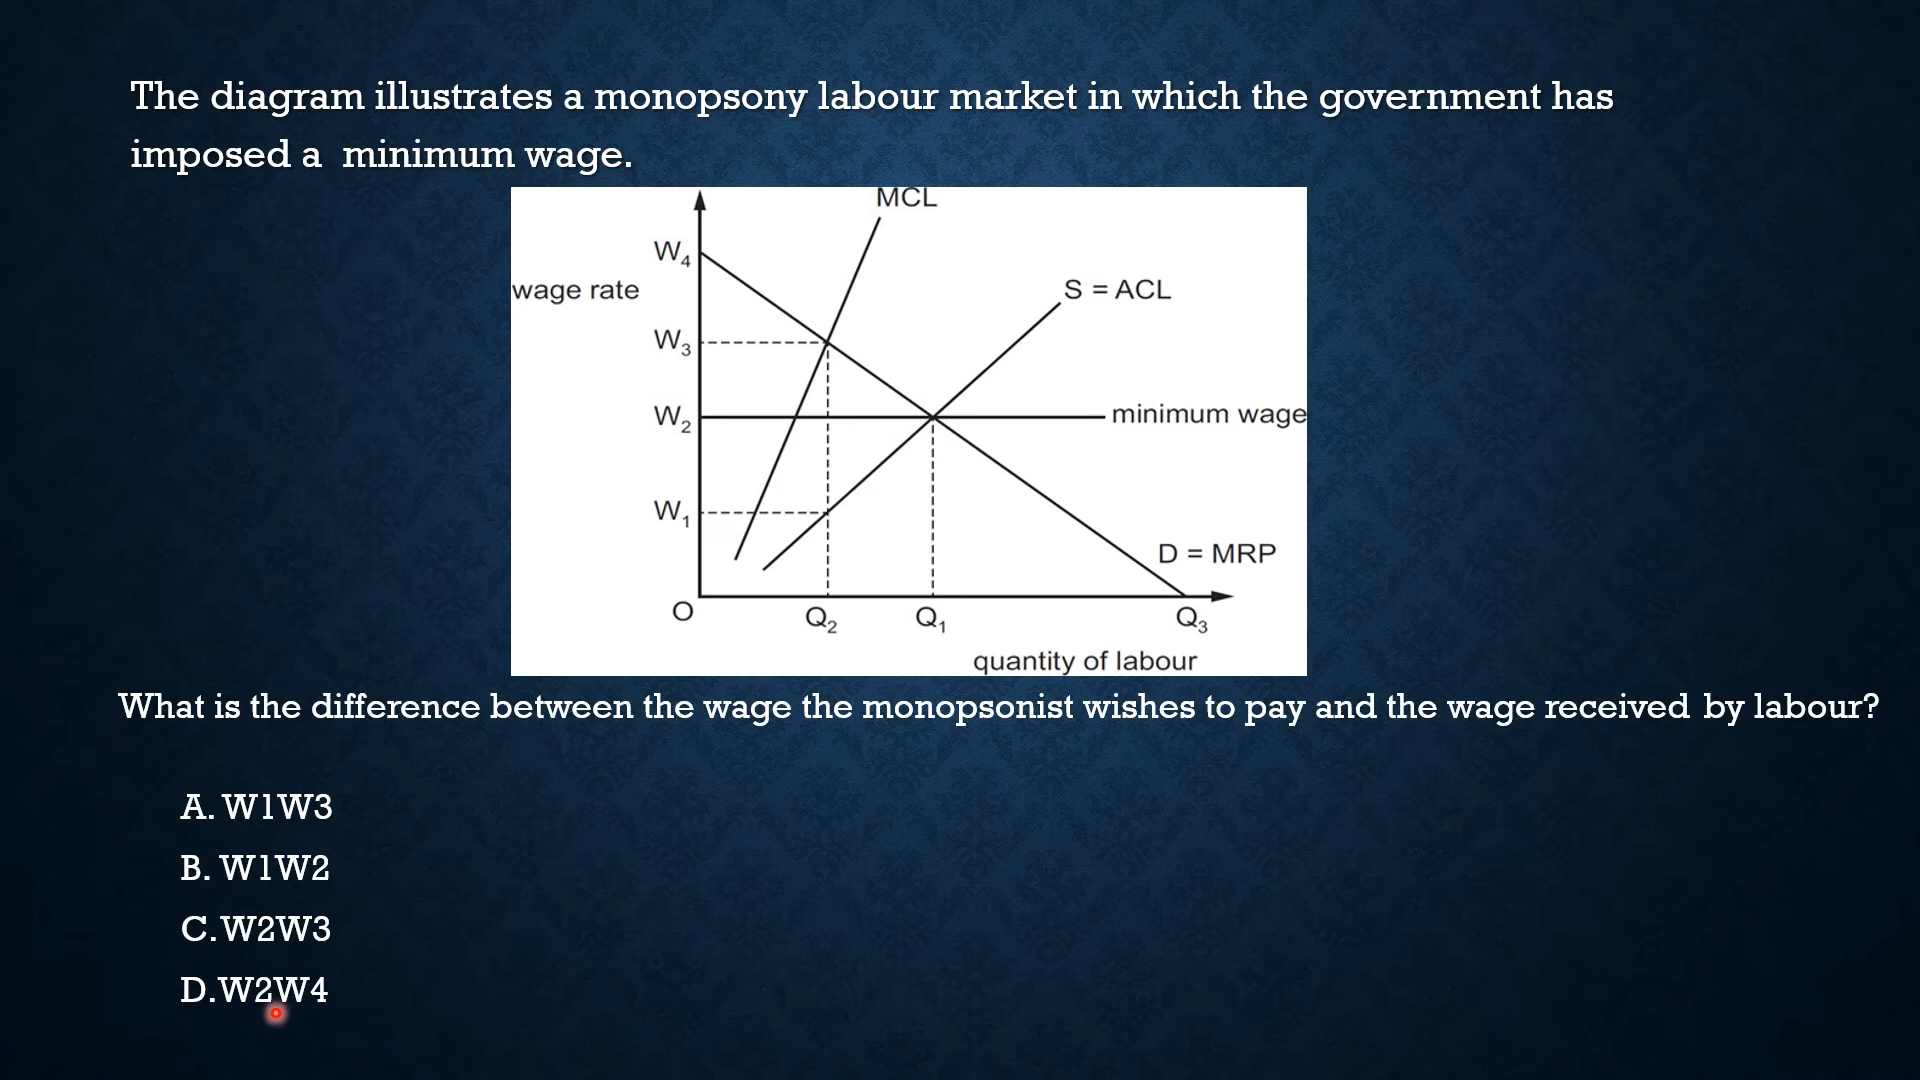 The diagram illustrates a monopsony labour market in which the government has
imposed a minimum wage.
MCL
W4
wage rate
S = ACL
W3
W2
minimum wage
W1
D = MRP
O
Q2
Q1
Q3
quantity of labour
What is the difference between the wage the monopsonist wishes to pay and the wage received by labour?
A. W1W3
B. W1W2
C.W2W3
D.W2W4